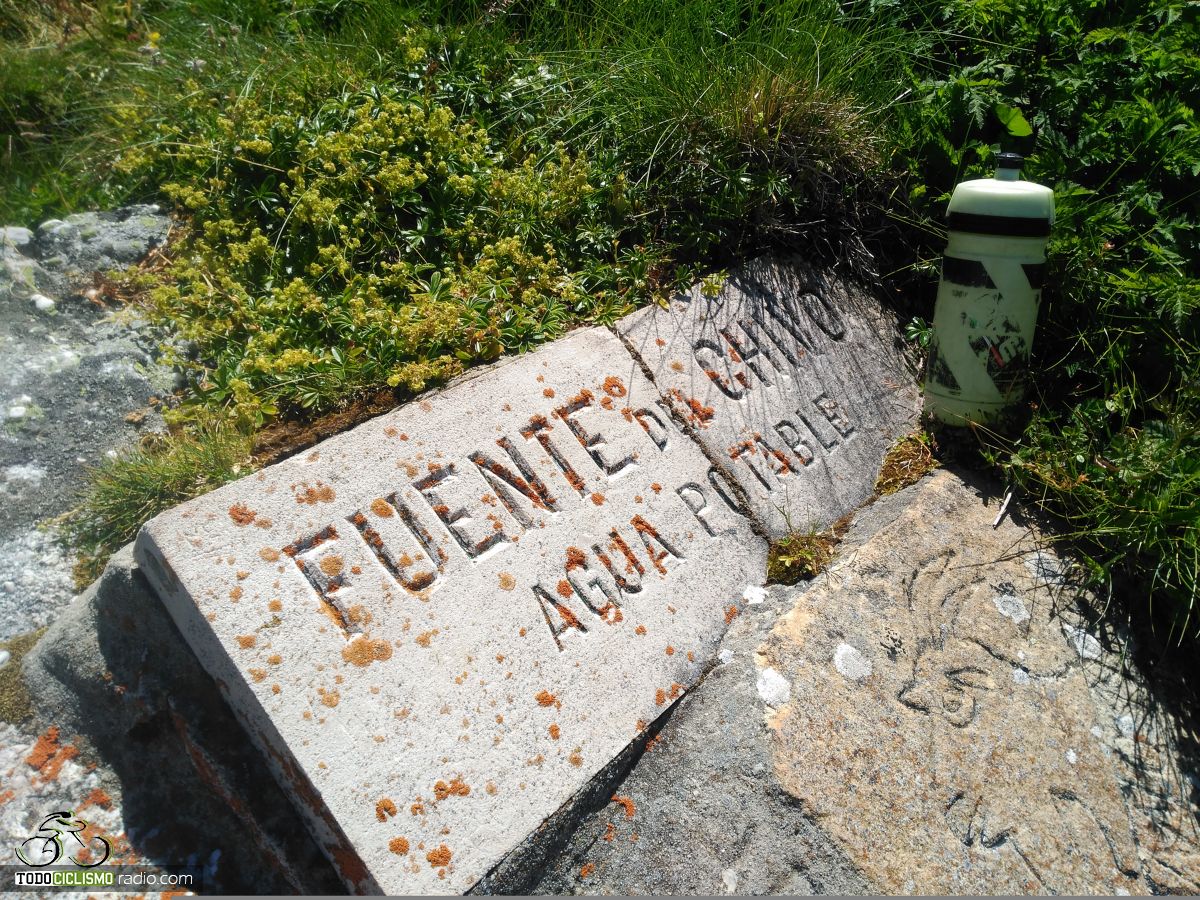 FUENTE DEL CHIVO
AGUA POTABLE
TODOCICLISMO radio.com